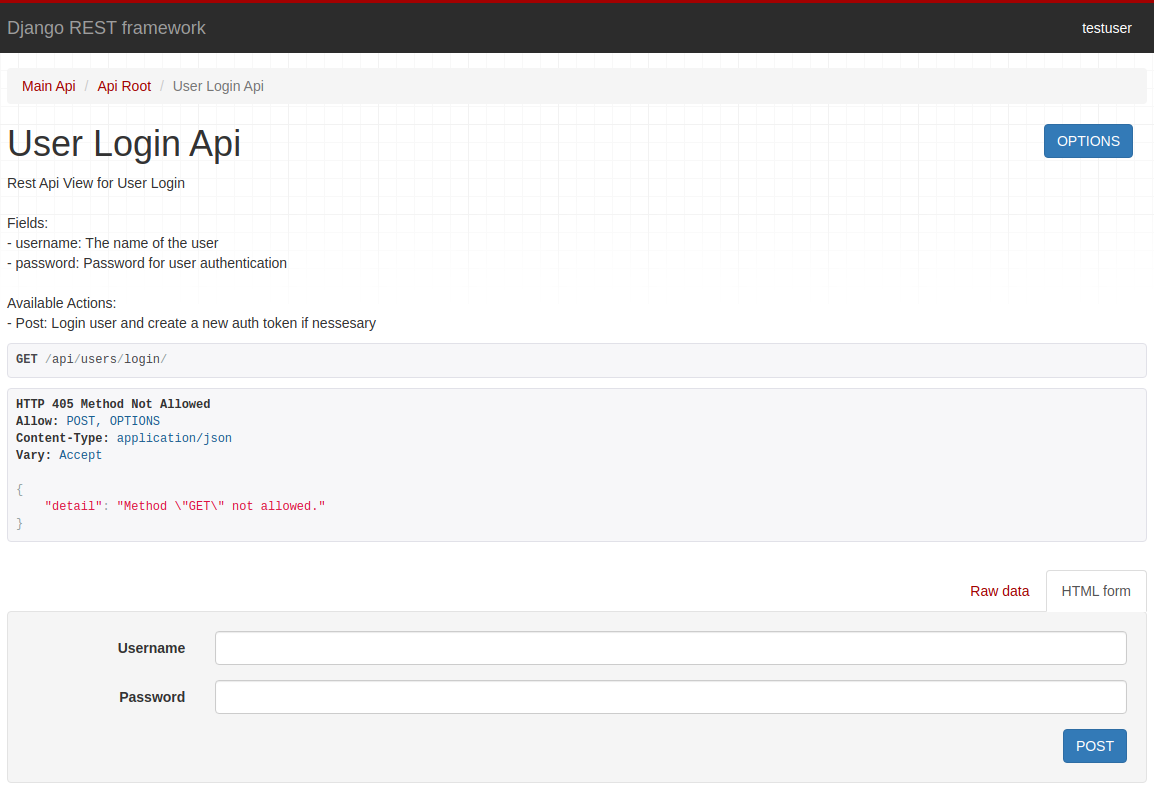 Django REST framework
testuser
Main Api / Api Root / User Login Api
User Login Api
OPTIONS
Rest Api View for User Login
Fields:
- username: The name of the user
- password: Password for user authentication
Available Actions:
- Post: Login user and create a new auth token if nessesary
GET /api/users/login/
HTTP 405 Method Not Allowed
Allow: POST, OPTIONS
Content-Type: application/json
Vary: Accept
{
    "detail": "Method \"GET\" not allowed."
}
Raw data
HTML form
Username
Password
POST